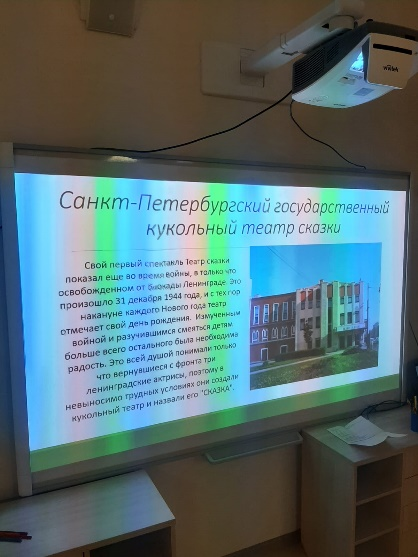 Санкт-Петербургский государственный
кукольный театр сказки
Свой первый спектакль Театр сказки
показал еще во время войны, в только что
освобожденном от блокады Ленинграде. Это
произошло 31 декабря 1944 года, и с тех пор
накануне каждого Нового года театр
отмечает свой день рождения. Измученным
войной и разучившимся смеяться детям
больше всего остального была необходима
радость. Это всей душой понимали только
что вернувшиеся с фронта три
ленинградские актрисы, поэтому в
невыносимо трудных условиях они создали
кукольный театр и назвали его "СКАЗКА".